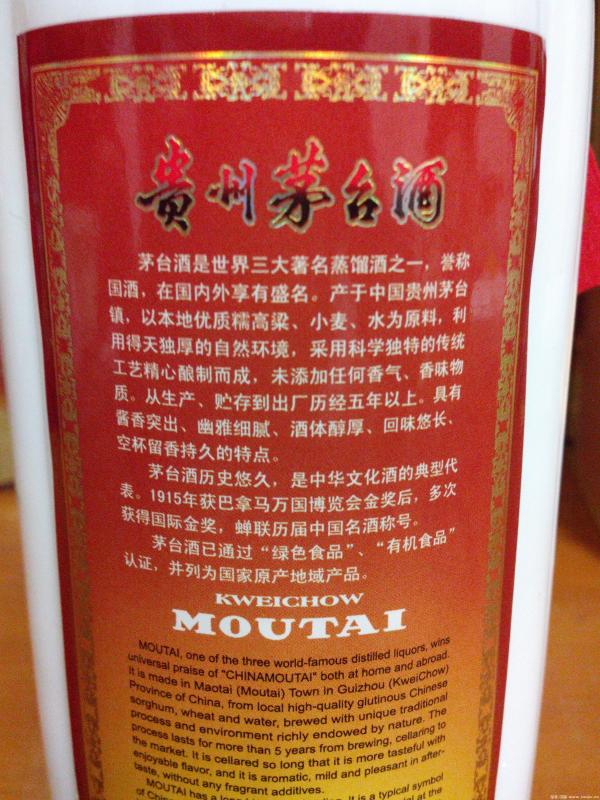 贵州茅台酒
茅台酒是世界三大著名蒸馏酒之一，誉称
国酒，在国内外享有盛名。产于中国贵州茅台
镇，以本地优质糯高粱、小麦、水为原料，利
用得天独厚的自然环境，采用科学独特的传统
工艺精心酿制而成，未添加任何香气、香味物
质。从生产、贮存到出厂历经五年以上。具有
酱香突出、幽雅细腻、酒体醇厚、回味悠长、
空杯留香持久的特点。
茅台酒历史悠久，是中华文化酒的典型代
表。1915年获巴拿马万国博览会金奖后，多次
获得国际金奖，蝉联历届中国名酒称号。
茅台酒已通过“绿色食品”、“有机食品”
认证，并列为国家原产地域产品。
KWEICHOW
MOUTAI
MOUTAI, one of the three world-famous distilled liquors, wins
universal praise of "CHINAMOUTAI" both at home and abroad.
It is made in Maotai (Moutai) Town in Guizhou (KweiChow)
Province of China, from local high-quality glutinous Chinese
sorghum, wheat and water, brewed with unique traditional
process and environment richly endowed by nature. The
process lasts for more than 5 years from brewing, cellaring to
the market. It is cellared so long that it is more tasteful with
enjoyable flavor, and it is aromatic, mild and pleasant in after-
taste, without any fragrant additives.
MOUTAI has a long It is a typical symbol
of at the